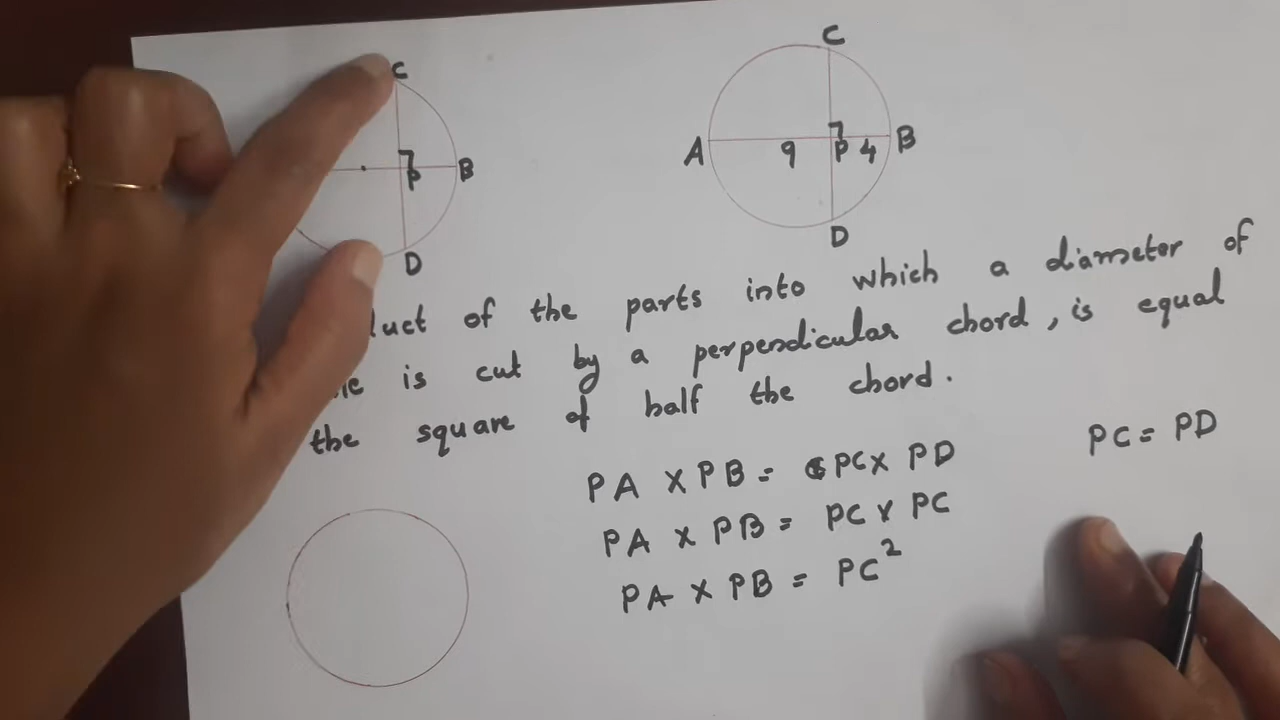 C
P
B
D
C
A
9
P
4
B
D
of the parts into which a diameter of
is cut by a perpendicular chord, is equal
the square of half the chord.
PA X PB = PC X PD
PC = PD
PA X PB = PC X PC
PA X PB = PC²